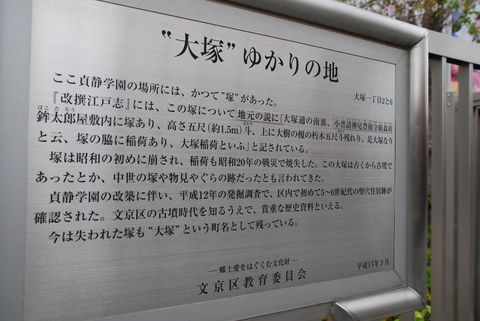 “大塚”ゆかりの地
大塚一丁目2と6
ここ貞静学園の場所には、かつて“塚”があった。
『改撰江戸志』には、この塚について地元の説に「大塚通の南裏、小普請神尾豊後守組森川
鉾太郎屋敷内に塚あり、高さ五尺(約1.5m)斗、上に大樹の榎の朽木五尺斗残れり、是大塚なり
と云、塚の脇に稲荷あり、大塚稲荷といふ」と記されている。
塚は昭和の初めに崩され、稲荷も昭和20年の戦災で焼失した。この大塚は古くから古墳で
あったとか、中世の塚や物見やぐらの跡だったとも言われてきた。
貞静学園の改築に伴い、平成12年の発掘調査で、区内で初めて5～6世紀代の竪穴住居跡が
確認された。文京区の古墳時代を知るうえで、貴重な歴史資料といえる。
今は失われた塚も“大塚”という町名として残っている。
―郷土愛をはぐくむ文化財―
文京区教育委員会
平成15年3月